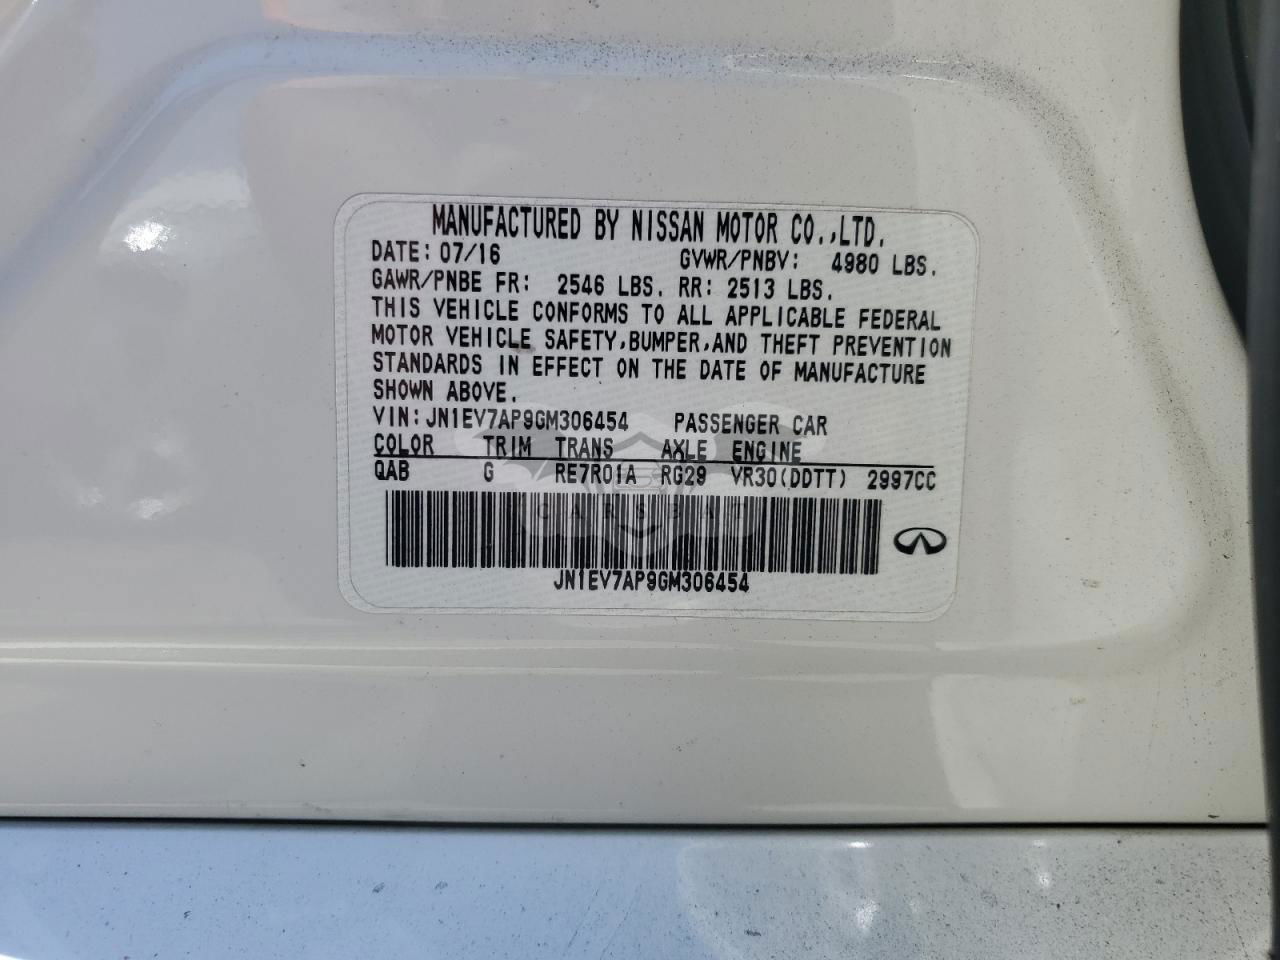 MANUFACTURED BY NISSAN MOTOR CO.,LTD.
DATE: 07/16 GVWR/PNBV: 4980 LBS.
GAWR/PNBE FR: 2546 LBS. RR: 2513 LBS.
THIS VEHICLE CONFORMS TO ALL APPLICABLE FEDERAL
MOTOR VEHICLE SAFETY,BUMPER,AND THEFT PREVENTION
STANDARDS IN EFFECT ON THE DATE OF MANUFACTURE
SHOWN ABOVE.
VIN:JN1EV7AP9GM306454 PASSENGER CAR
COLOR TRIM TRANS AXLE ENGINE
QAB G RE7R01A RG29 VR30(DDTT) 2997CC
CARSBAT
JN1EV7AP9GM306454